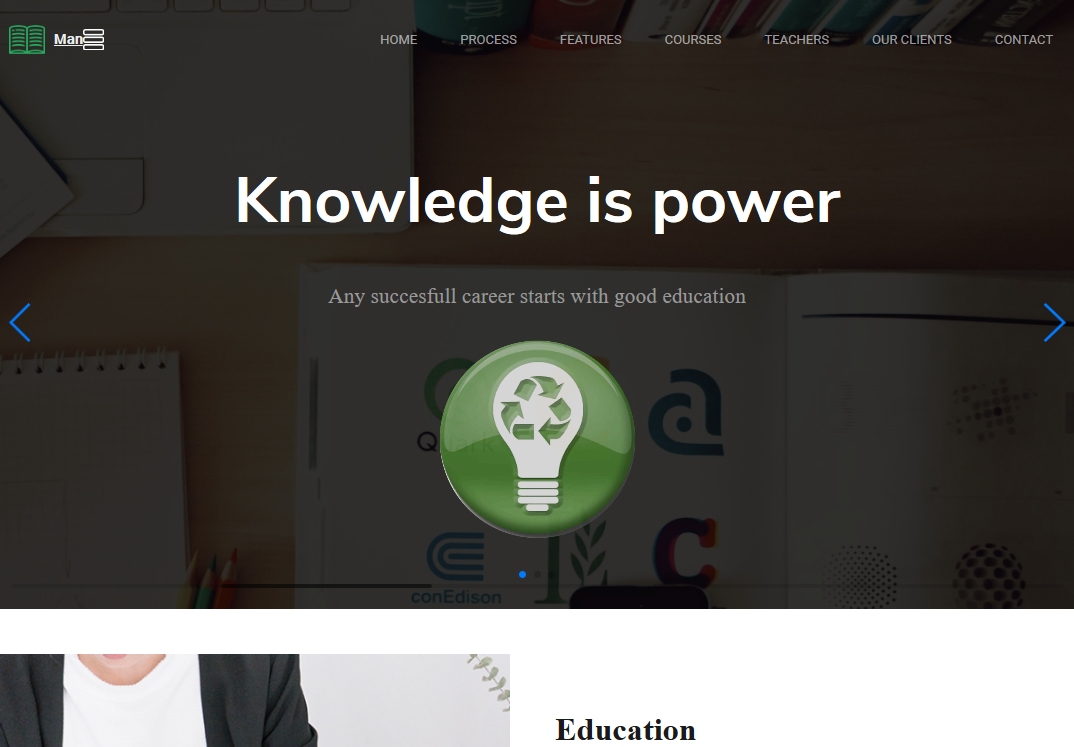 Man
HOME PROCESS FEATURES COURSES TEACHERS OUR CLIENTS CONTACT
Knowledge is power
Any succesfull career starts with good education
Quark
conEdison
Education